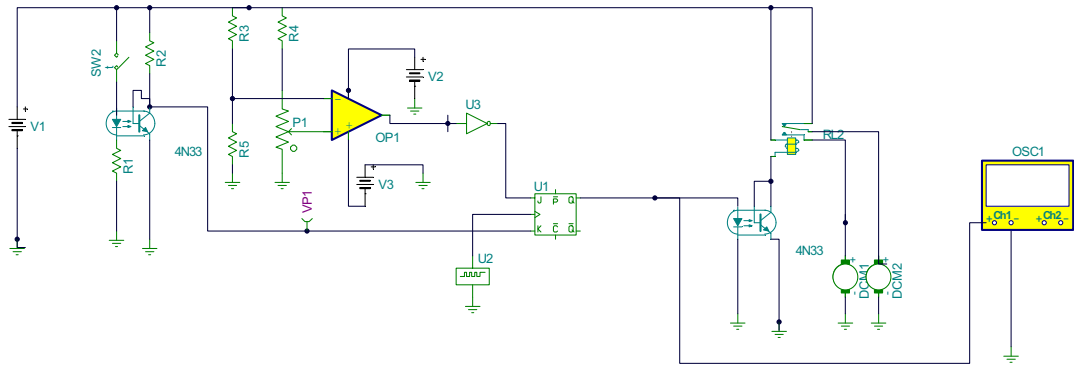 V1
SW2
R2
R1
4N33
R3
R4
R5
P1
OP1
V2
V3
VP1
U3
U1
J P Q
K C Q
U2
4N33
RL2
DCM1
DCM2
OSC1
Ch1
Ch2